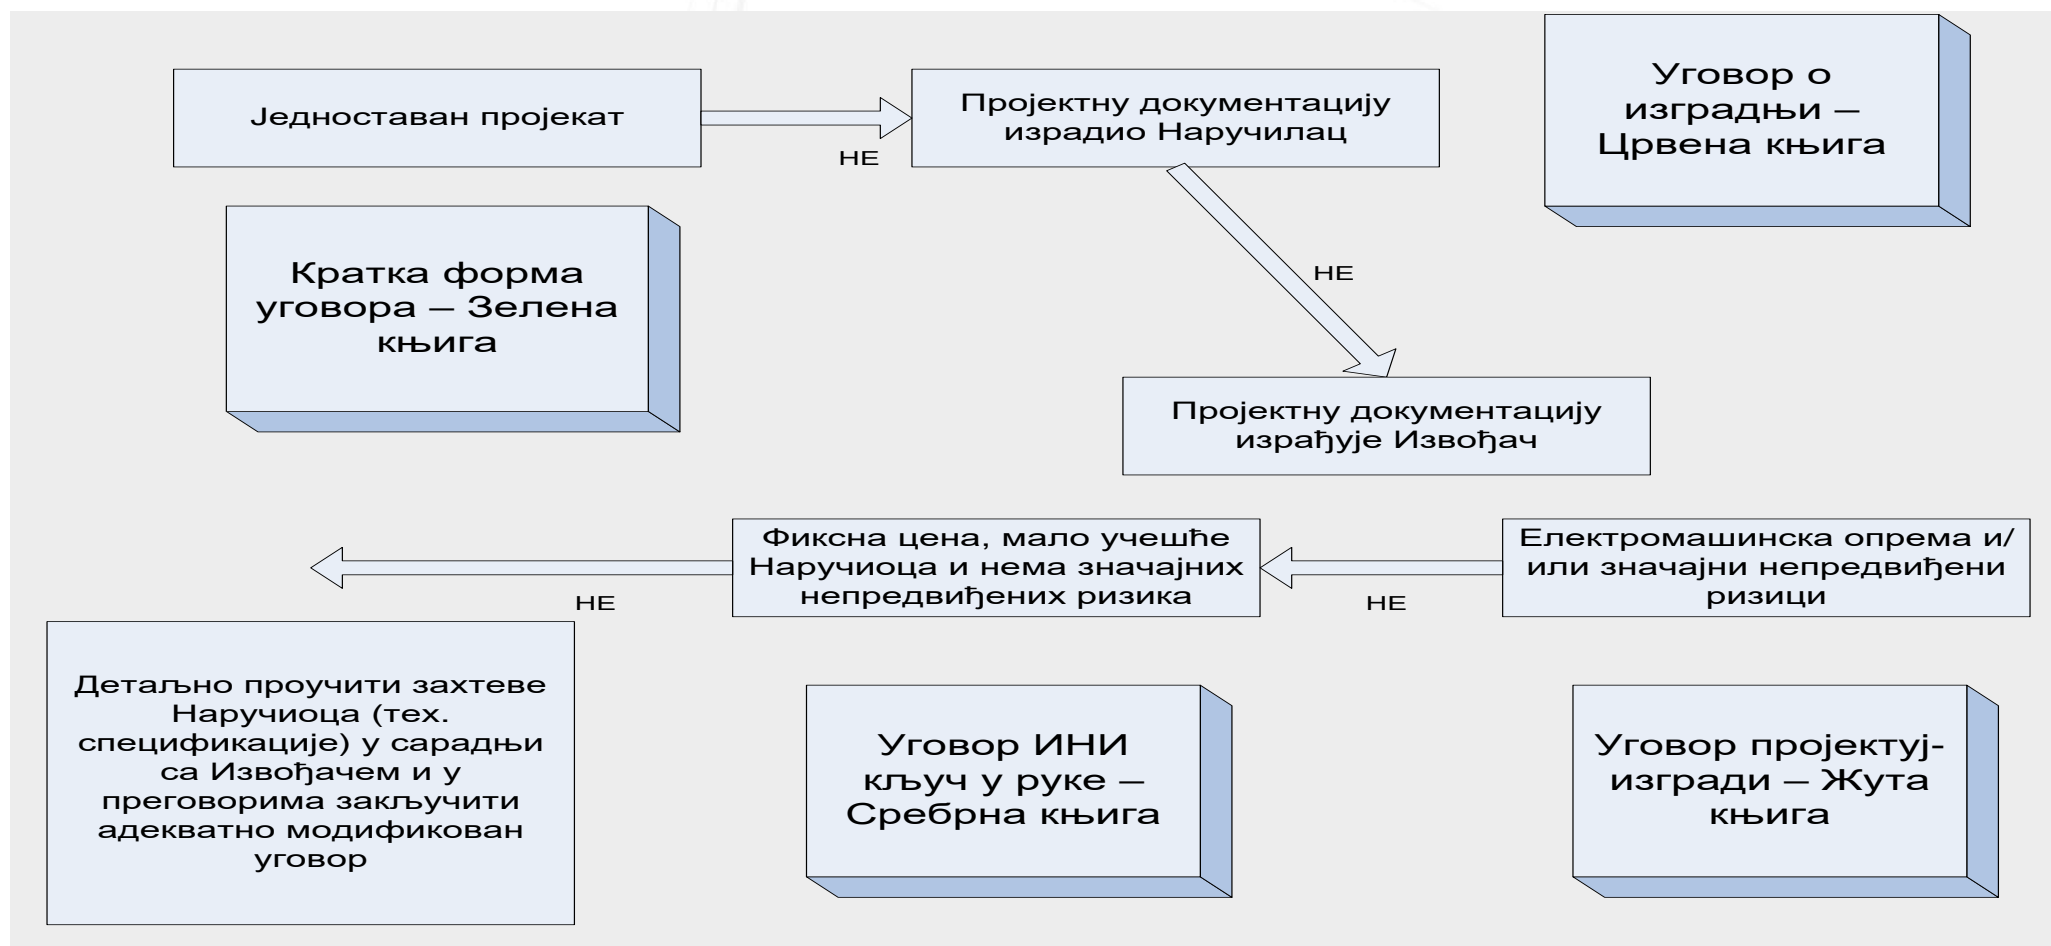 Једноставан пројекат
НЕ
Пројектну документацију
израдио Наручилац
Уговор о
изградњи –
Црвена књига
Кратка форма
уговора – Зелена
књига
НЕ
Пројектну документацију
израђује Извођач
Електромашинска опрема и/
или значајни непредвиђени
ризици
НЕ
Фиксна цена, мало учешће
Наручиоца и нема значајних
непредвиђених ризика
НЕ
Детаљно проучити захтеве
Наручиоца (тех.
спецификације) у сарадњи
са Извођачем и у
преговорима закључити
адекватно модификован
уговор
Уговор ИНИ
кључ у руке –
Сребрна књига
Уговор пројектуј-
изгради – Жута
књига